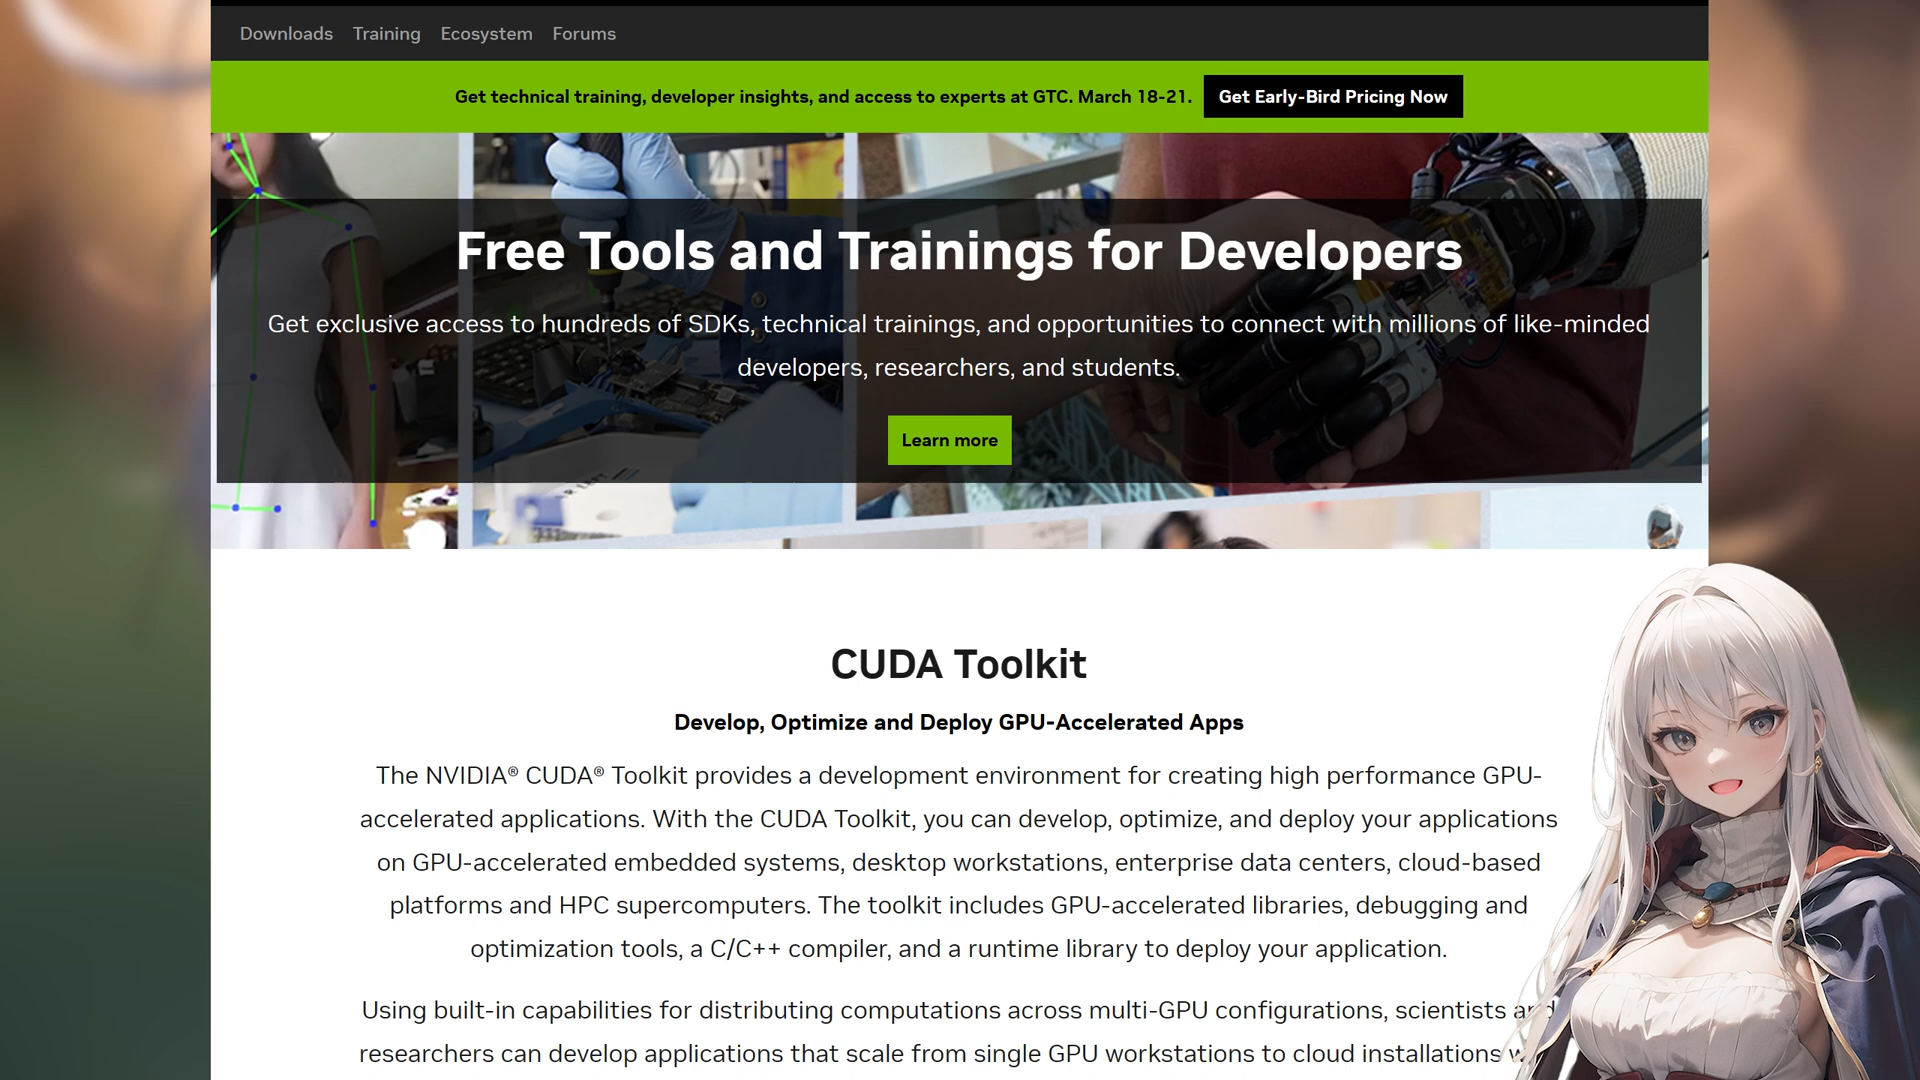 Downloads Training Ecosystem Forums
Get technical training, developer insights, and access to experts at GTC. March 18-21. Get Early-Bird Pricing Now
Free Tools and Trainings for Developers
Get exclusive access to hundreds of SDKs, technical trainings, and opportunities to connect with millions of like-minded
developers, researchers, and students.
Learn more
CUDA Toolkit
Develop, Optimize and Deploy GPU-Accelerated Apps
The NVIDIA® CUDA® Toolkit provides a development environment for creating high performance GPU-
accelerated applications. With the CUDA Toolkit, you can develop, optimize, and deploy your applications
on GPU-accelerated embedded systems, desktop workstations, enterprise data centers, cloud-based
platforms and HPC supercomputers. The toolkit includes GPU-accelerated libraries, debugging and
optimization tools, a C/C++ compiler, and a runtime library to deploy your application.
Using built-in capabilities for distributing computations across multi-GPU configurations, scientists and
researchers can develop applications that scale from single GPU workstations to cloud installations